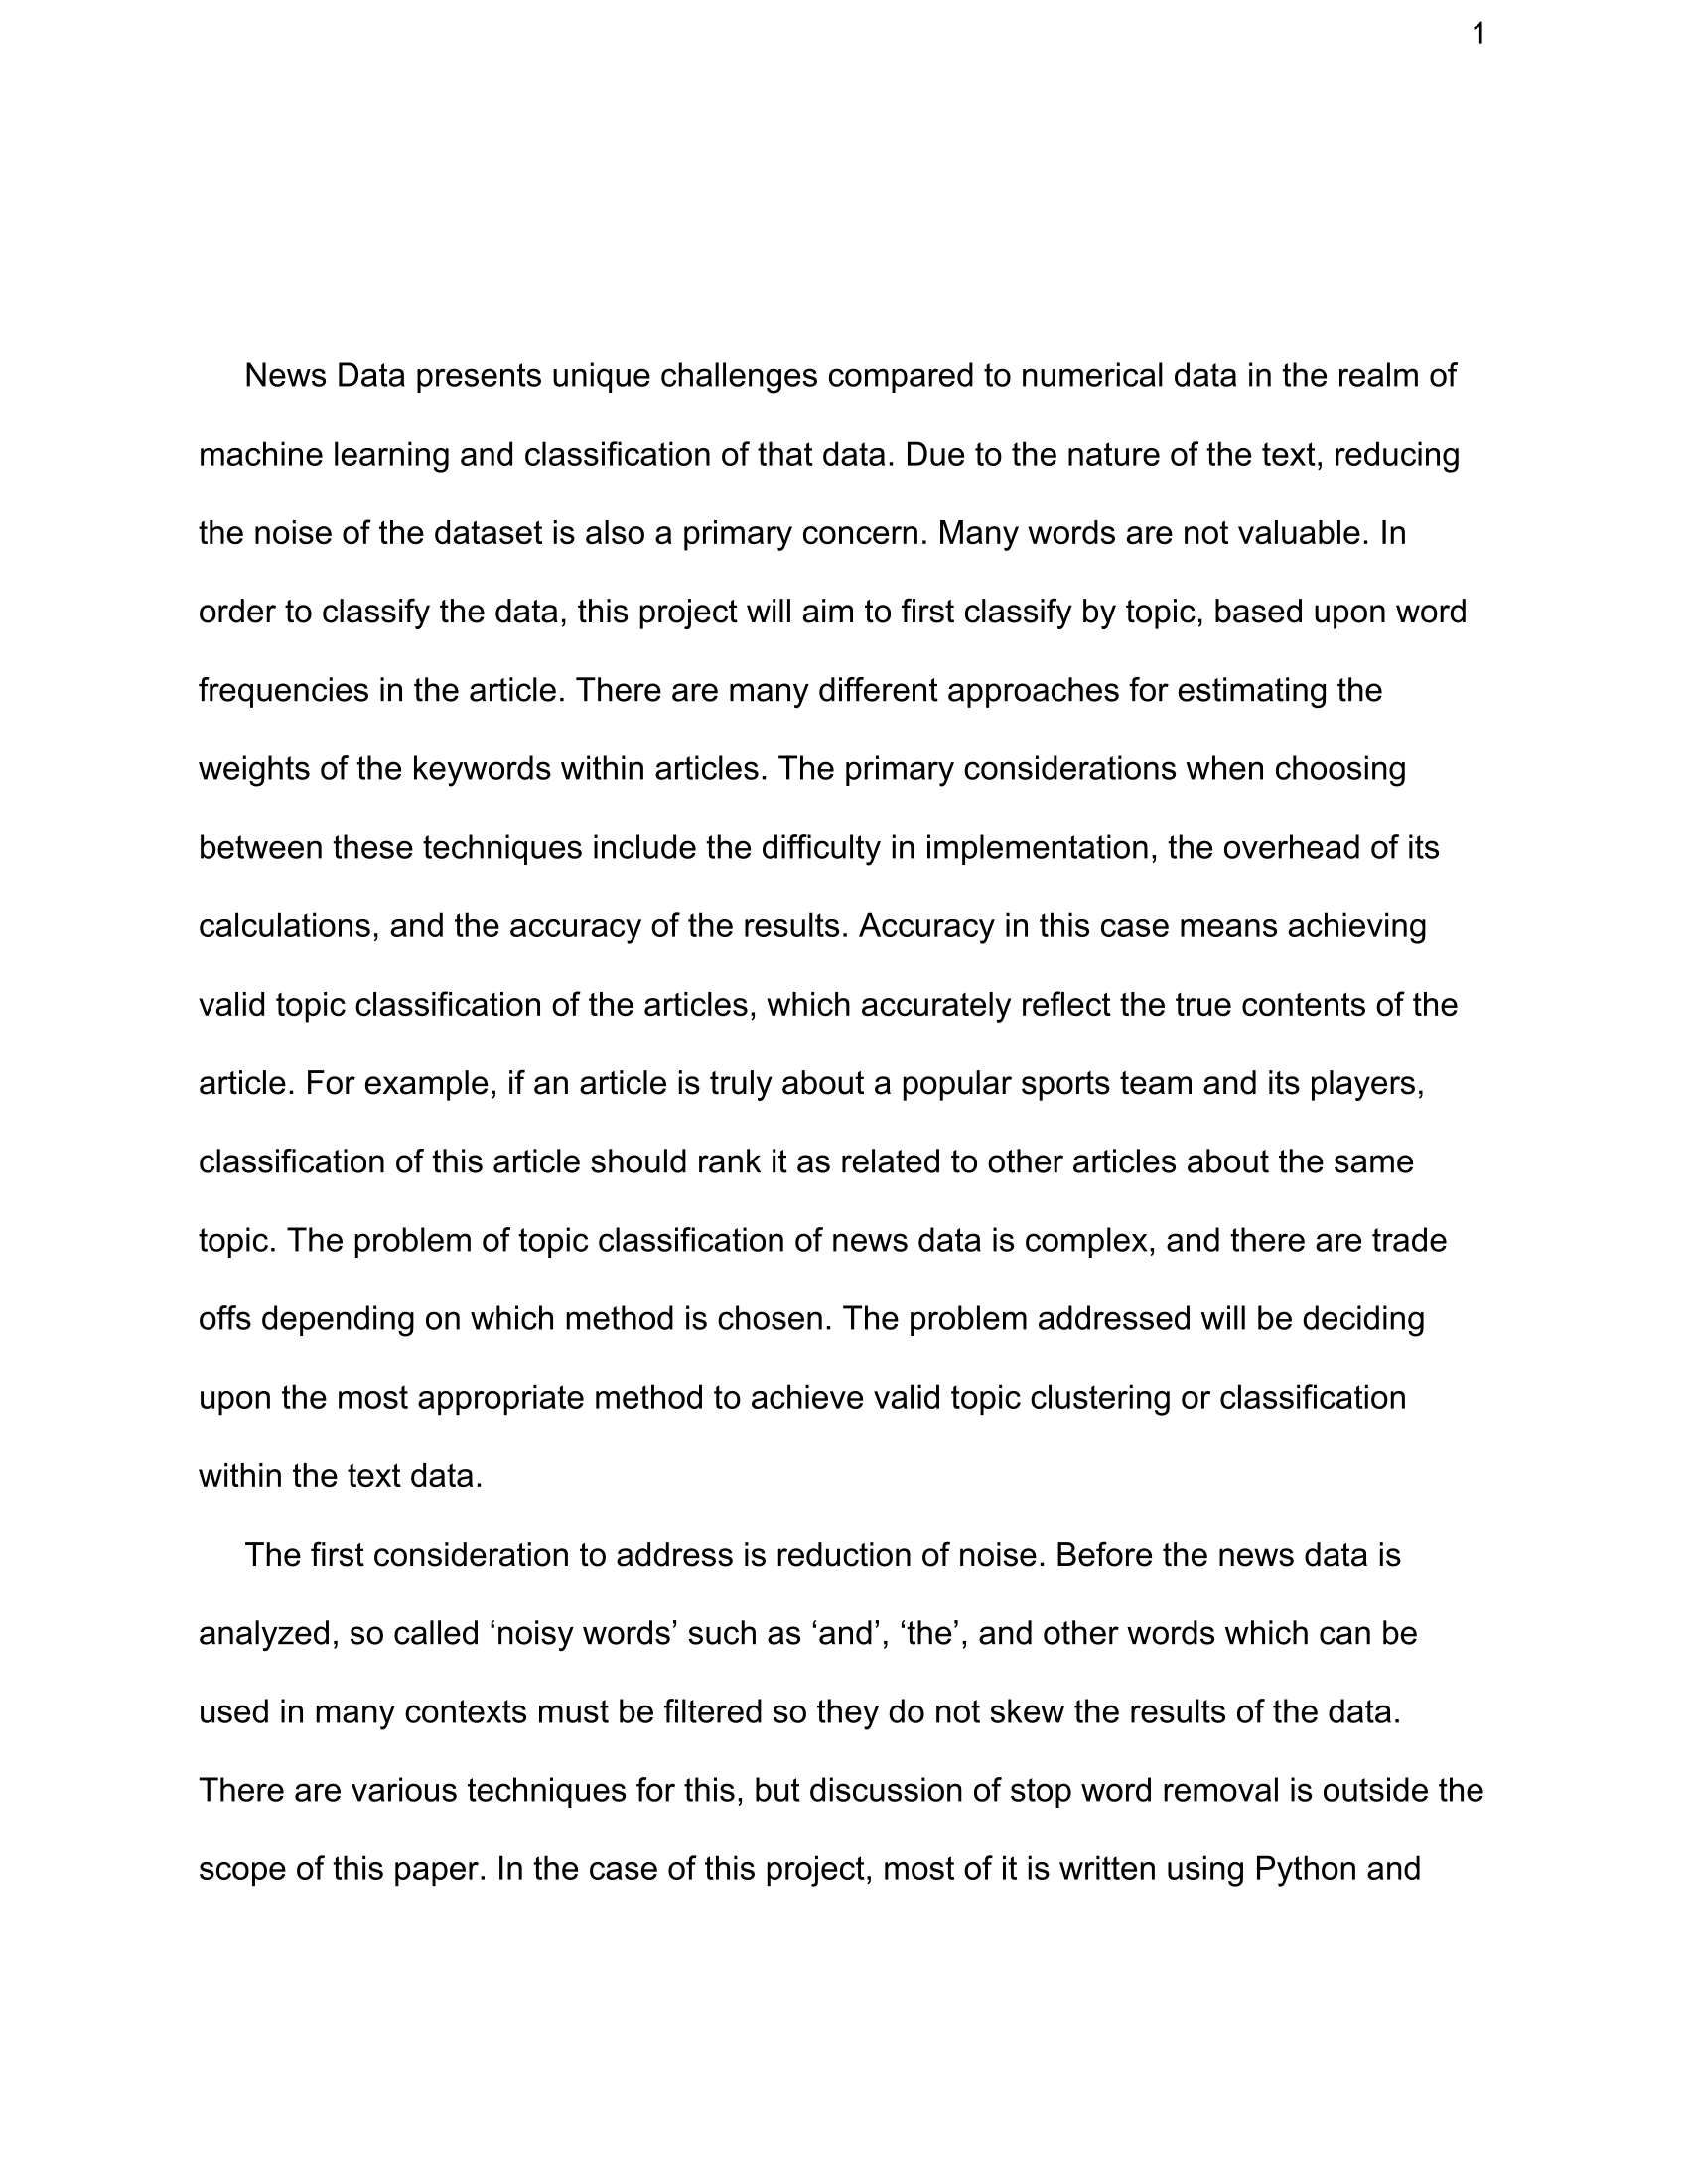 1
News Data presents unique challenges compared to numerical data in the realm of
machine learning and classification of that data. Due to the nature of the text, reducing
the noise of the dataset is also a primary concern. Many words are not valuable. In
order to classify the data, this project will aim to first classify by topic, based upon word
frequencies in the article. There are many different approaches for estimating the
weights of the keywords within articles. The primary considerations when choosing
between these techniques include the difficulty in implementation, the overhead of its
calculations, and the accuracy of the results. Accuracy in this case means achieving
valid topic classification of the articles, which accurately reflect the true contents of the
article. For example, if an article is truly about a popular sports team and its players,
classification of this article should rank it as related to other articles about the same
topic. The problem of topic classification of news data is complex, and there are trade
offs depending on which method is chosen. The problem addressed will be deciding
upon the most appropriate method to achieve valid topic clustering or classification
within the text data.
The first consideration to address is reduction of noise. Before the news data is
analyzed, so called ‘noisy words’ such as ‘and’, ‘the’, and other words which can be
used in many contexts must be filtered so they do not skew the results of the data.
There are various techniques for this, but discussion of stop word removal is outside the
scope of this paper. In the case of this project, most of it is written using Python and